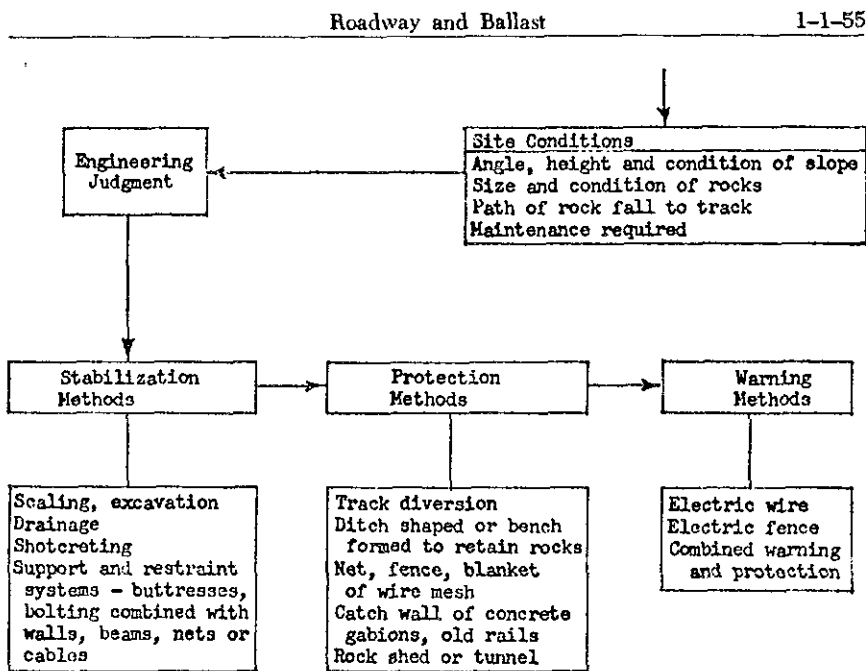 Roadway and Ballast 1-1-55
Site Conditions
Angle, height and condition of slope
Size and condition of rocks
Path of rock fall to track
Maintenance required
Engineering
Judgment
Stabilization
Methods
Protection
Methods
Warning
Methods
Scaling, excavation
Drainage
Shotcreting
Support and restraint
systems - buttresses,
bolting combined with
walls, beams, nets or
cables
Track diversion
Ditch shaped or bench
formed to retain rocks
Net, fence, blanket
of wire mesh
Catch wall of concrete
gabions, old rails
Rock shed or tunnel
Electric wire
Electric fence
Combined warning
and protection